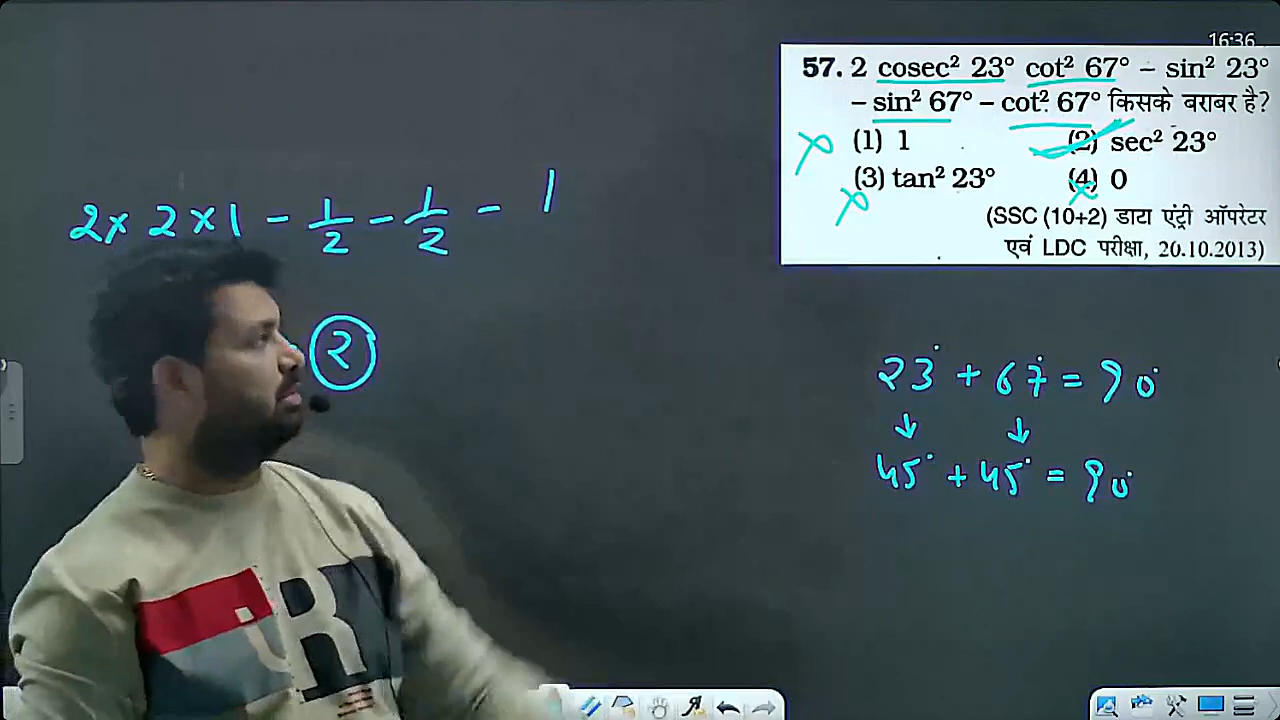 16:36
57. 2 cosec² 23° cot² 67° – sin² 23°
– sin² 67° – cot² 67° किसके बराबर है?
(1) 1 (2) sec² 23°
(3) tan² 23° (4) 0
(SSC (10+2) डाटा एंट्री ऑपरेटर
एवं LDC परीक्षा, 20.10.2013)
2 × 2 × 1 - 1/2 - 1/2 - 1
2
23° + 67° = 90°
↓ ↓
45° + 45° = 90°
R